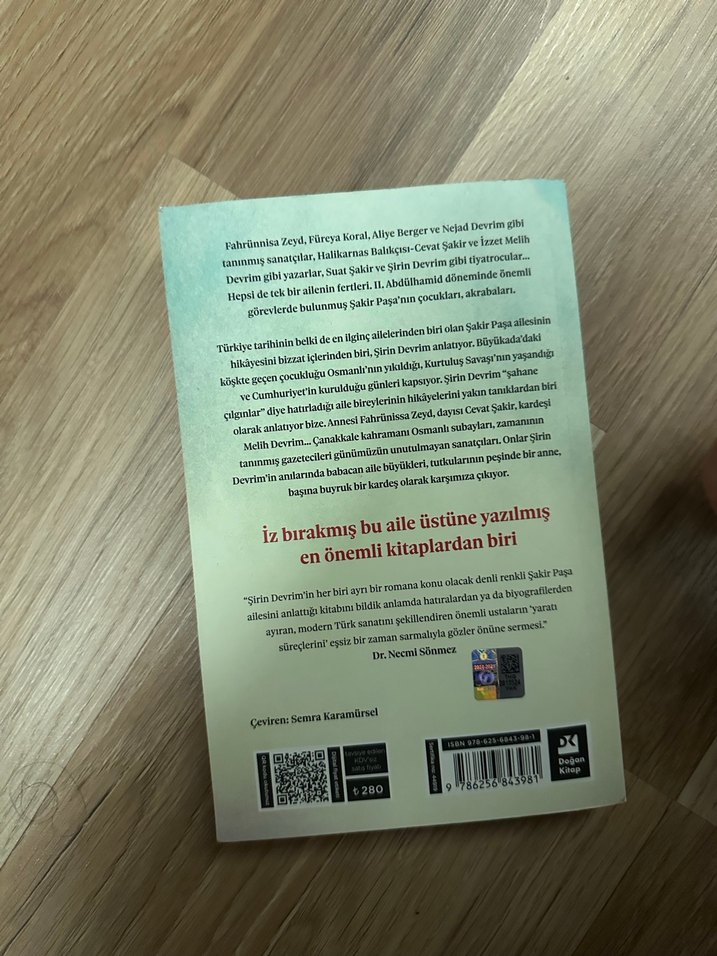 Fahrünnisa Zeyd, Füreya Koral, Aliye Berger ve Nejad Devrim gibi
tanınmış sanatçılar, Halikarnas Balıkçısı-Cevat Şakir ve İzzet Melih
Devrim gibi yazarlar, Suat Şakir ve Şirin Devrim gibi tiyatrocular...
Hepsi de tek bir ailenin fertleri. II. Abdülhamid döneminde önemli
görevlerde bulunmuş Şakir Paşa'nın çocukları, akrabaları.
Türkiye tarihinin belki de en ilginç ailelerinden biri olan Şakir Paşa ailesinin
hikâyesini bizzat içlerinden biri, Şirin Devrim anlatıyor. Büyükada'daki
köşkte geçen çocukluğu Osmanlı'nın yıkıldığı, Kurtuluş Savaşı'nın yaşandığı
ve Cumhuriyet'in kurulduğu günleri kapsıyor. Şirin Devrim "şahane
çılgınlar" diye hatırladığı aile bireylerinin hikâyelerini yakın tanıklardan biri
olarak anlatıyor bize. Annesi Fahrünissa Zeyd, dayısı Cevat Şakir, kardeşi
Melih Devrim... Çanakkale kahramanı Osmanlı subayları, zamanının
tanınmış gazetecileri günümüzün unutulmayan sanatçıları. Onlar Şirin
Devrim'in anılarında babacan aile büyükleri, tutkularının peşinde bir anne,
başına buyruk bir kardeş olarak karşımıza çıkıyor.
İz bırakmış bu aile üstüne yazılmış
en önemli kitaplardan biri
"Şirin Devrim'in her biri ayrı bir romana konu olacak denli renkli Şakir Paşa
ailesini anlattığı kitabını bildik anlamda hatıralardan ya da biyografilerden
ayıran, modern Türk sanatını şekillendiren önemli ustaların 'yaratı
süreçlerini' eşsiz bir zaman sarmalıyla gözler önüne sermesi."
Dr. Necmi Sönmez
Çeviren: Semra Karamürsel
tavsiye edilen
KDV'siz
satış fiyatı
₺ 280
ISBN 978-625-6843-98-1
9 786256 843981
DK
Doğan
Kitap